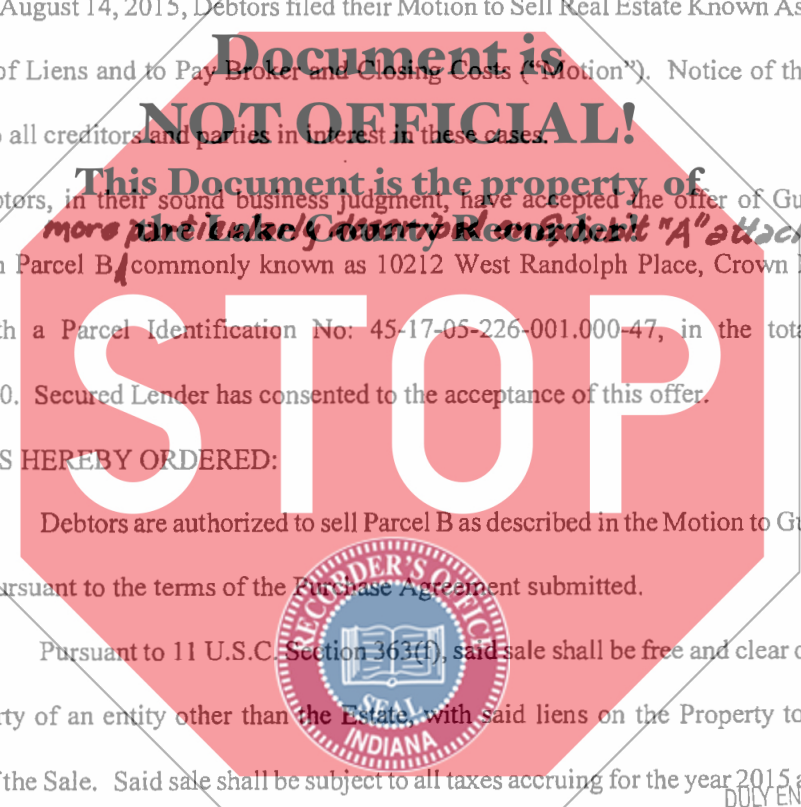 August 14, 2015, Debtors filed their Motion to Sell Real Estate Known As
Document is
of Liens and to Pay Broker and Closing Costs ("Motion"). Notice of th
NOT OFFICIAL!
all creditors and parties in interest in these cases.
This Document is the property of
tors, in their sound business judgment, have accepted the offer of Gu
the Lake County Recorder!
more particularly described on Exhibit "A" attach
Parcel B, commonly known as 10212 West Randolph Place, Crown
th a Parcel Identification No: 45-17-05-226-001.000-47, in the tota
STOP
0. Secured Lender has consented to the acceptance of this offer.
S HEREBY ORDERED:
Debtors are authorized to sell Parcel B as described in the Motion to Gu
ursuant to the terms of the Purchase Agreement submitted.
RECORDER'S OFFICE
Pursuant to 11 U.S.C. Section 363(f), said sale shall be free and clear o
SEAL
rty of an entity other than the Estate, with said liens on the Property to
INDIANA
f the Sale. Said sale shall be subject to all taxes accruing for the year 2015 a
DULY EN